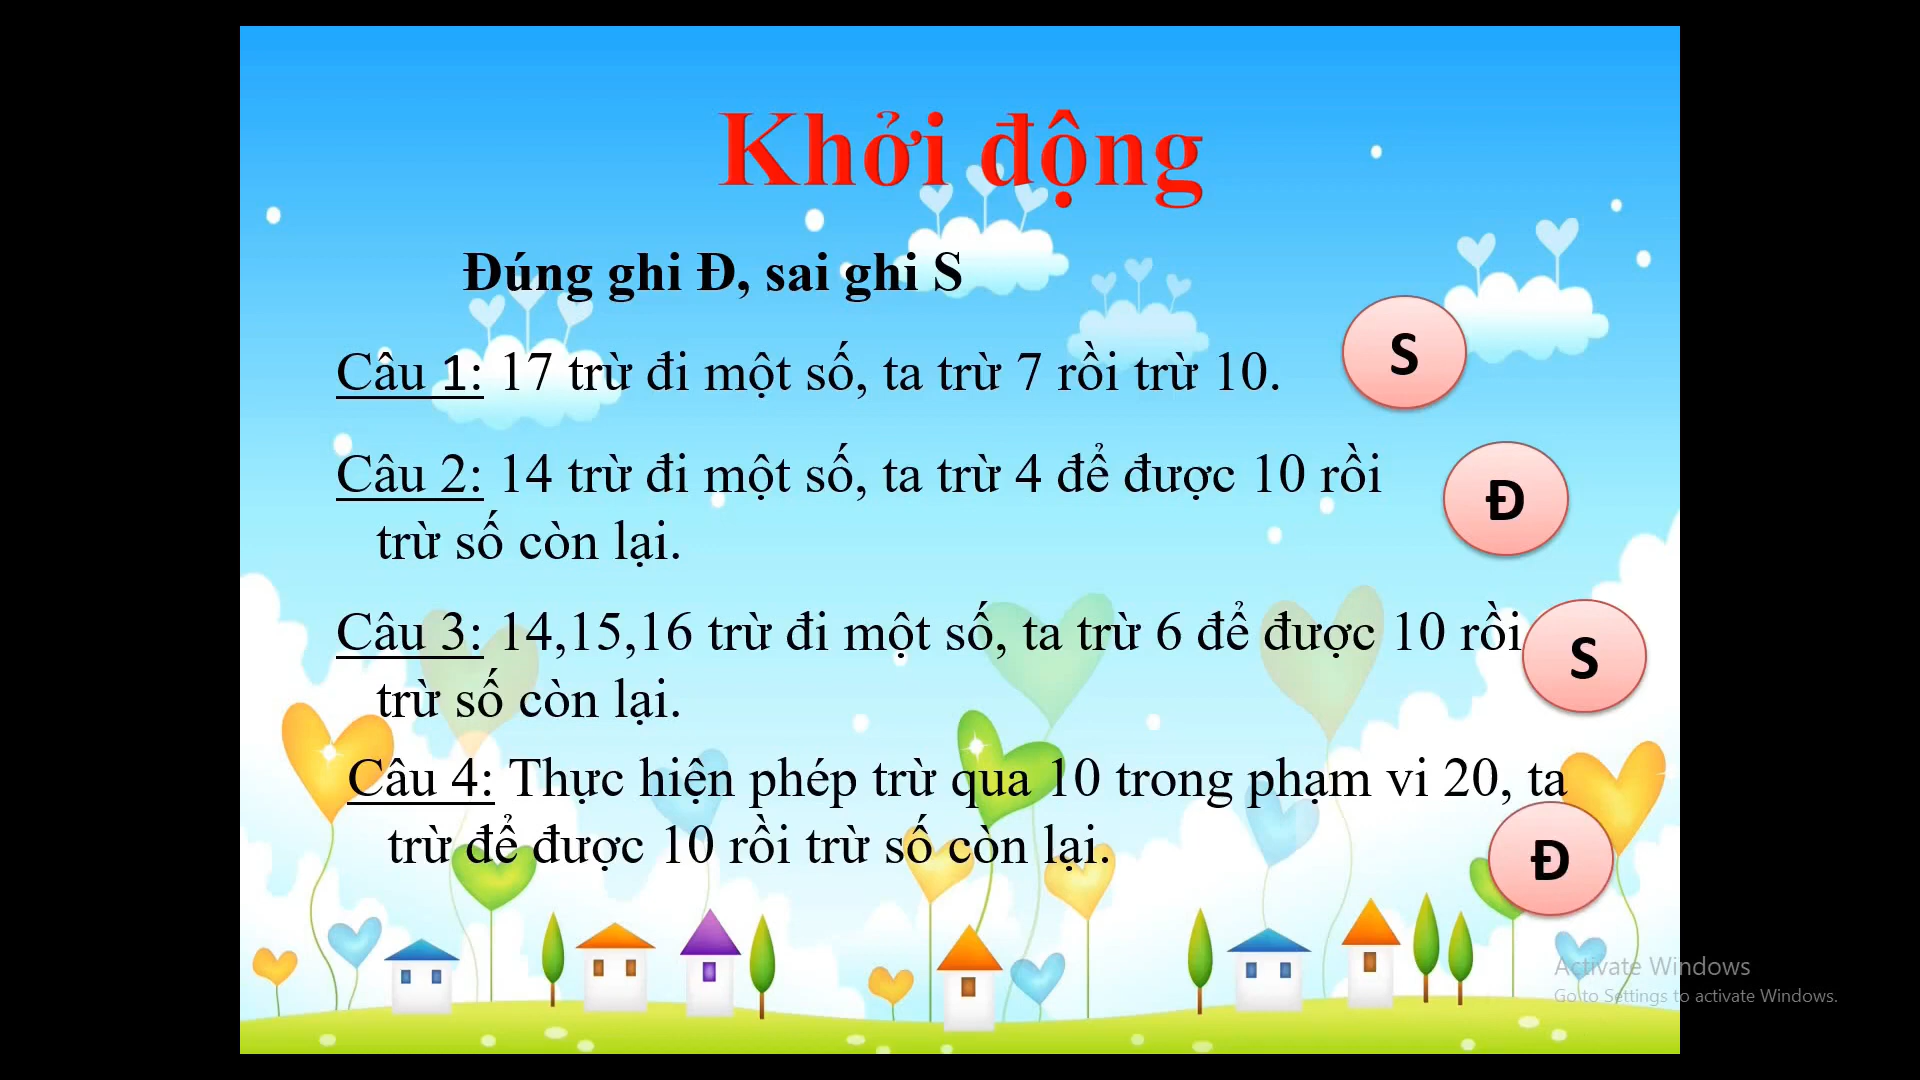 Khởi động
Đúng ghi Đ, sai ghi S
Câu 1: 17 trừ đi một số, ta trừ 7 rồi trừ 10.
S
Câu 2: 14 trừ đi một số, ta trừ 4 để được 10 rồi
trừ số còn lại.
Đ
Câu 3: 14,15,16 trừ đi một số, ta trừ 6 để được 10 rồi
trừ số còn lại.
S
Câu 4: Thực hiện phép trừ qua 10 trong phạm vi 20, ta
trừ để được 10 rồi trừ số còn lại.
Đ
Activate Windows
Go to Settings to activate Windows.